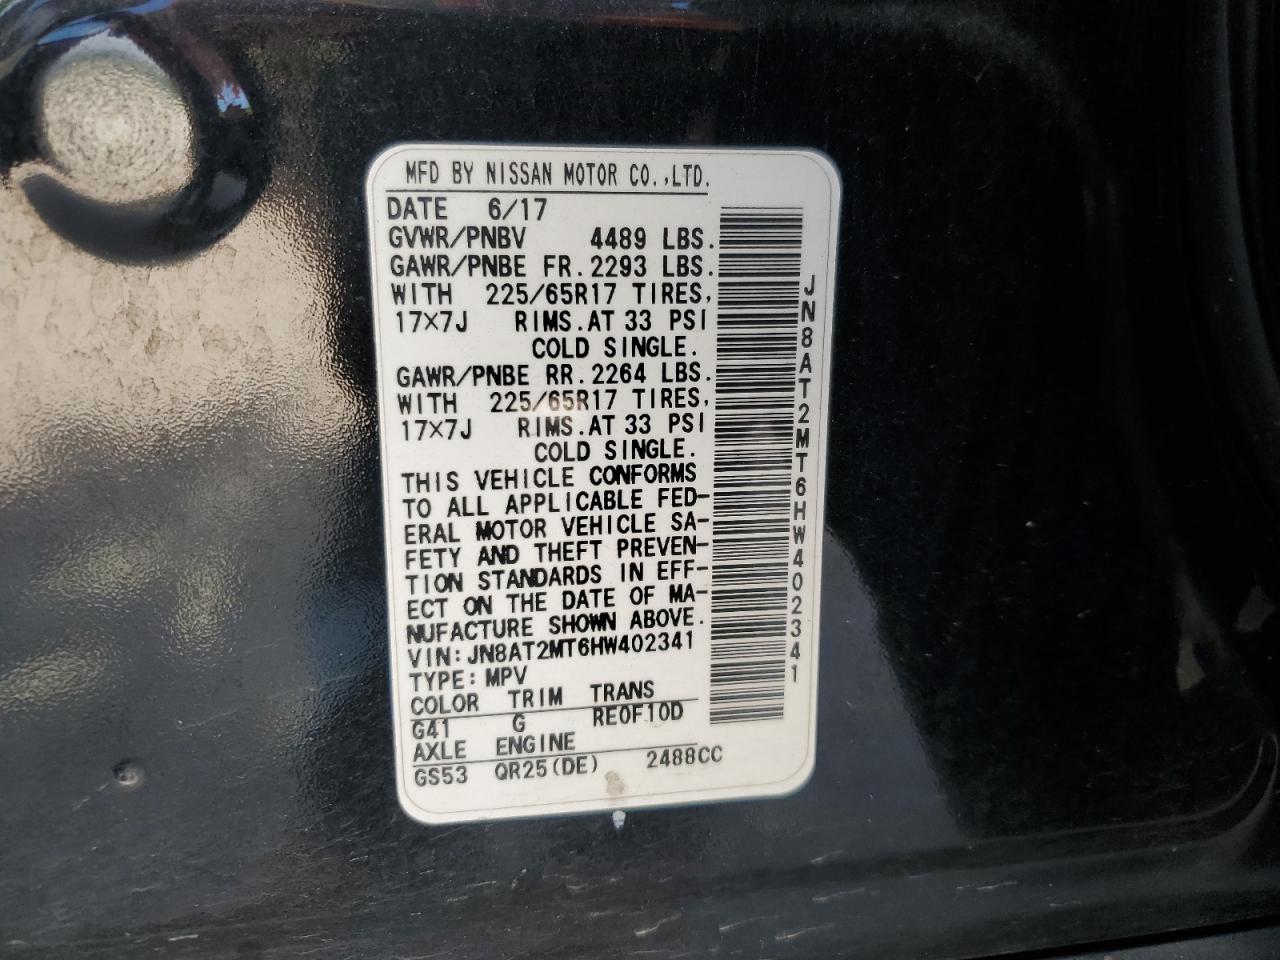 MFD BY NISSAN MOTOR CO.,LTD.
DATE 6/17
GVWR/PNBV 4489 LBS.
GAWR/PNBE FR.2293 LBS.
WITH 225/65R17 TIRES,
17×7J RIMS.AT 33 PSI
COLD SINGLE.
GAWR/PNBE RR.2264 LBS.
WITH 225/65R17 TIRES,
17×7J RIMS.AT 33 PSI
COLD SINGLE.
THIS VEHICLE CONFORMS
TO ALL APPLICABLE FED-
ERAL MOTOR VEHICLE SA-
FETY AND THEFT PREVEN-
TION STANDARDS IN EFF-
ECT ON THE DATE OF MA-
NUFACTURE SHOWN ABOVE.
VIN:JN8AT2MT6HW402341
TYPE:MPV
COLOR TRIM TRANS
G41 G RE0F10D
AXLE ENGINE
GS53 QR25(DE) 2488CC
JN8AT2MT6HW402341